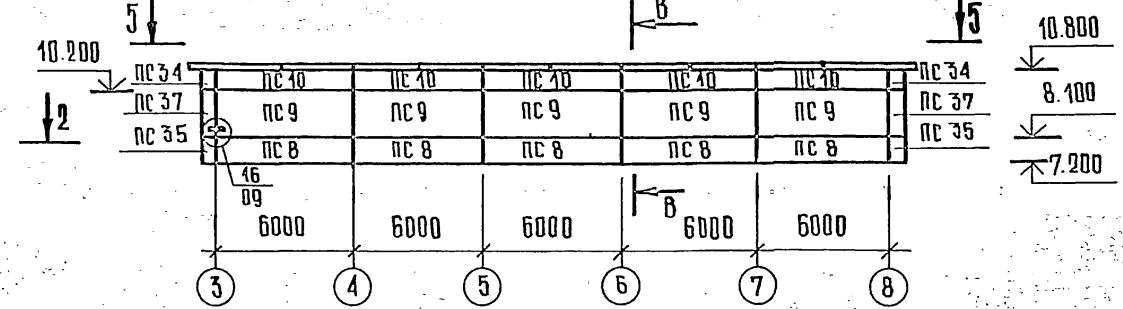 5 В 5
10.200 10.800
ПС 34 ПС 10 ПС 10 ПС 10 ПС 10 ПС 10 ПС 34
ПС 37 ПС 9 ПС 9 ПС 9 ПС 9 ПС 9 ПС 37 8.100
2
ПС 35 ПС 8 ПС 8 ПС 8 ПС 8 ПС 8 ПС 35
7.200
16
09
В
6000 6000 6000 6000 6000
3 4 5 6 7 8